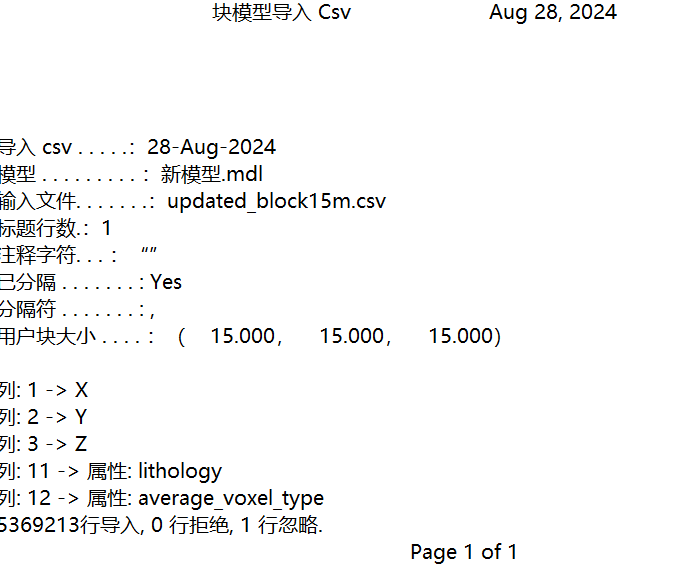 块模型导入 Csv Aug 28, 2024
导入 csv . . . . .: 28-Aug-2024
模型 . . . . . . . . . : 新模型.mdl
输入文件. . . . . . .: updated_block15m.csv
标题行数.: 1
注释字符. . . : “”
已分隔 . . . . . . . : Yes
分隔符 . . . . . . . : ,
用户块大小 . . . . : ( 15.000, 15.000, 15.000)
列: 1 -> X
列: 2 -> Y
列: 3 -> Z
列: 11 -> 属性: lithology
列: 12 -> 属性: average_voxel_type
5369213行导入, 0 行拒绝, 1 行忽略.
Page 1 of 1